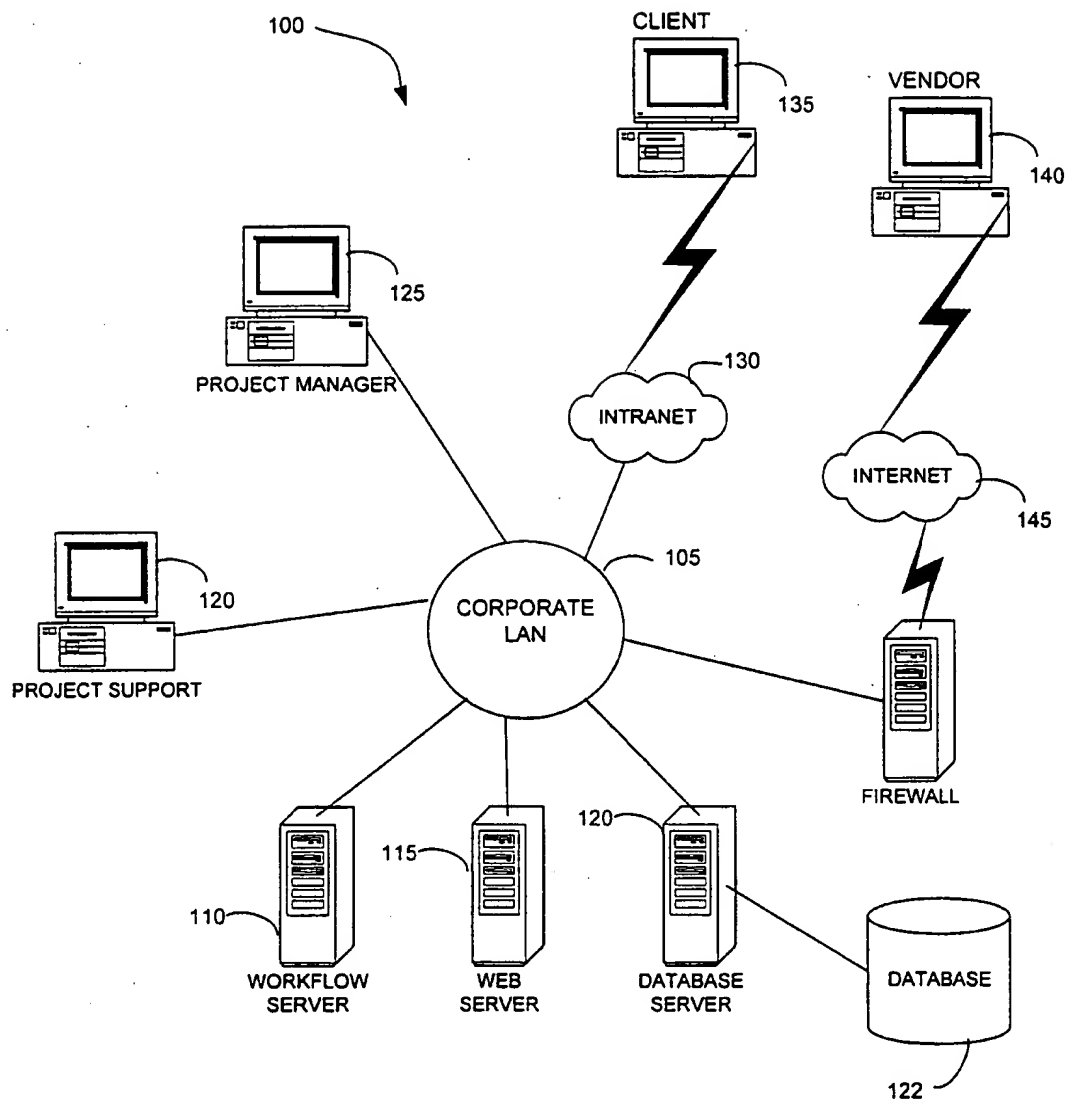 100
CLIENT
135
VENDOR
140
125
PROJECT MANAGER
130
INTRANET
INTERNET
145
105
120
CORPORATE
LAN
PROJECT SUPPORT
FIREWALL
120
115
110
WORKFLOW
SERVER
WEB
SERVER
DATABASE
SERVER
DATABASE
122